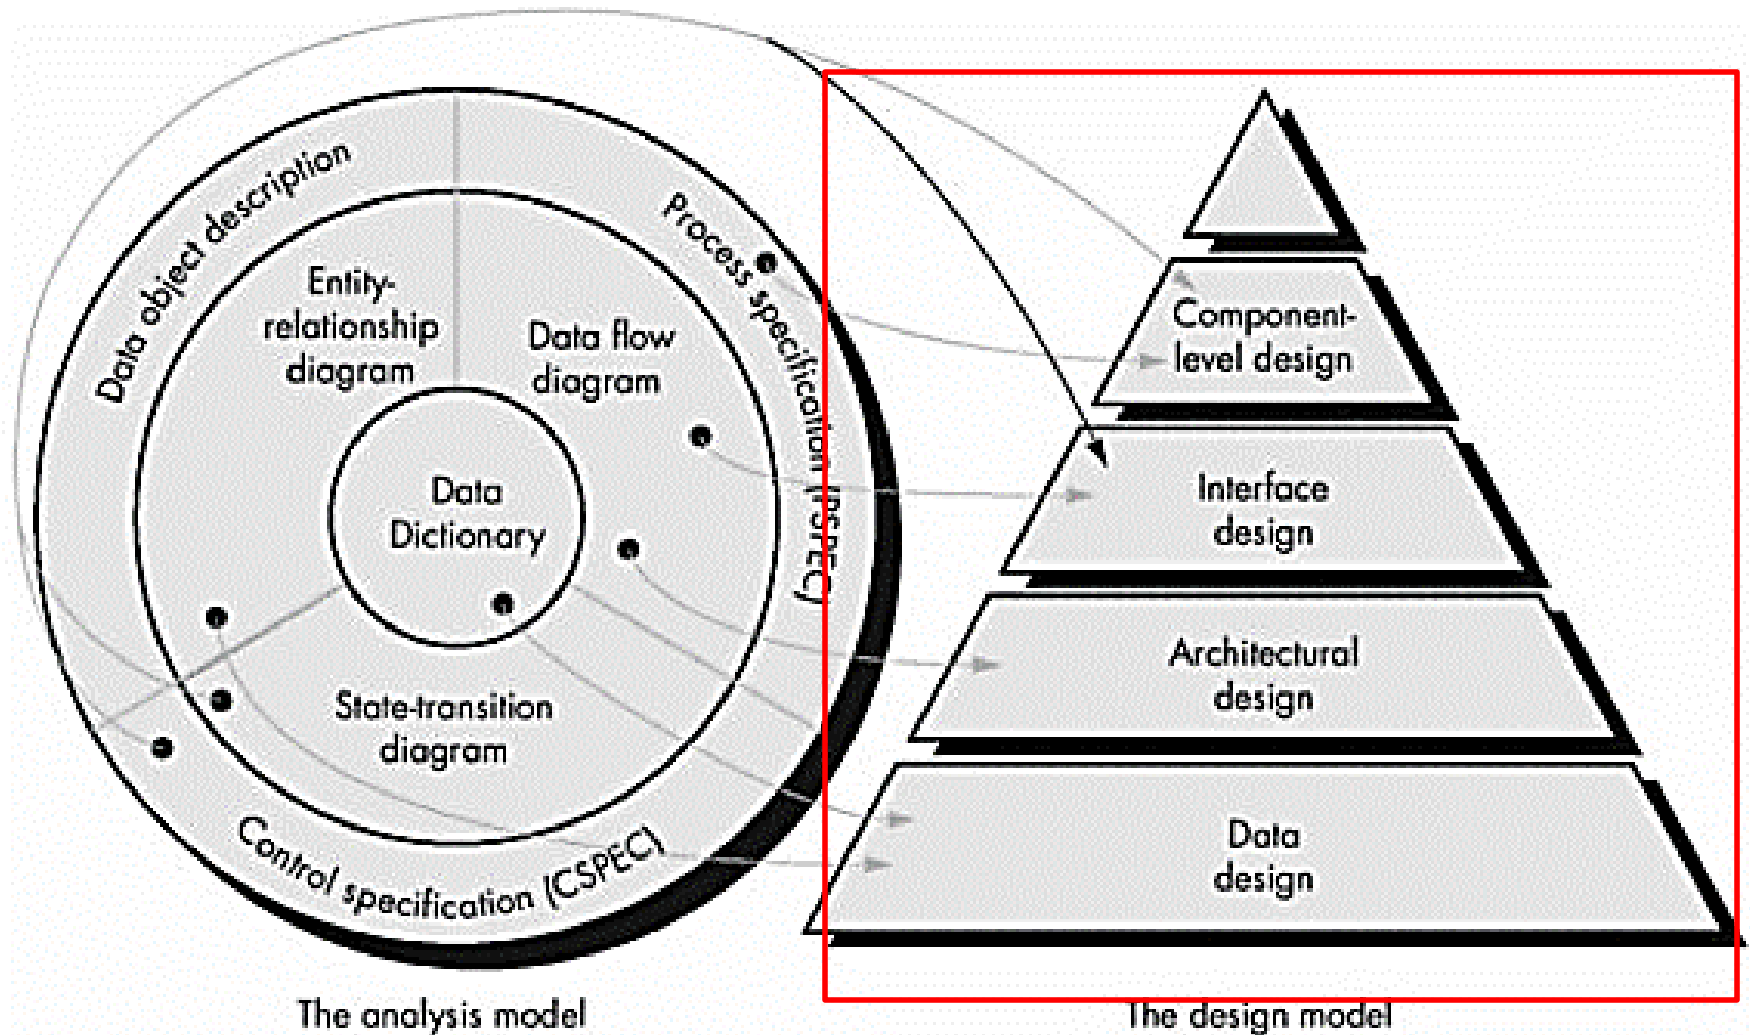 Data object description
Process specification (PSPEC)
Entity-
relationship
diagram
Data flow
diagram
Data
Dictionary
State-transition
diagram
Control specification (CSPEC)
The analysis model
Component-
level design
Interface
design
Architectural
design
Data
design
The design model